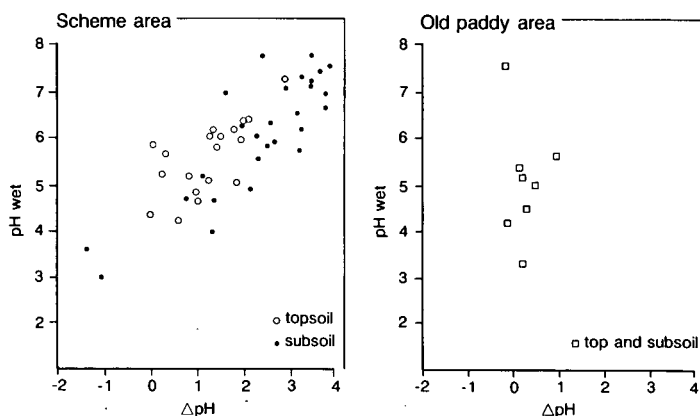 Scheme area
8
7
6
5
4
3
2
pH wet
○ topsoil
• subsoil
-2 -1 0 1 2 3 4
△pH
Old paddy area
8
7
6
5
4
3
2
pH wet
□ top and subsoil
-2 -1 0 1 2 3 4
△pH